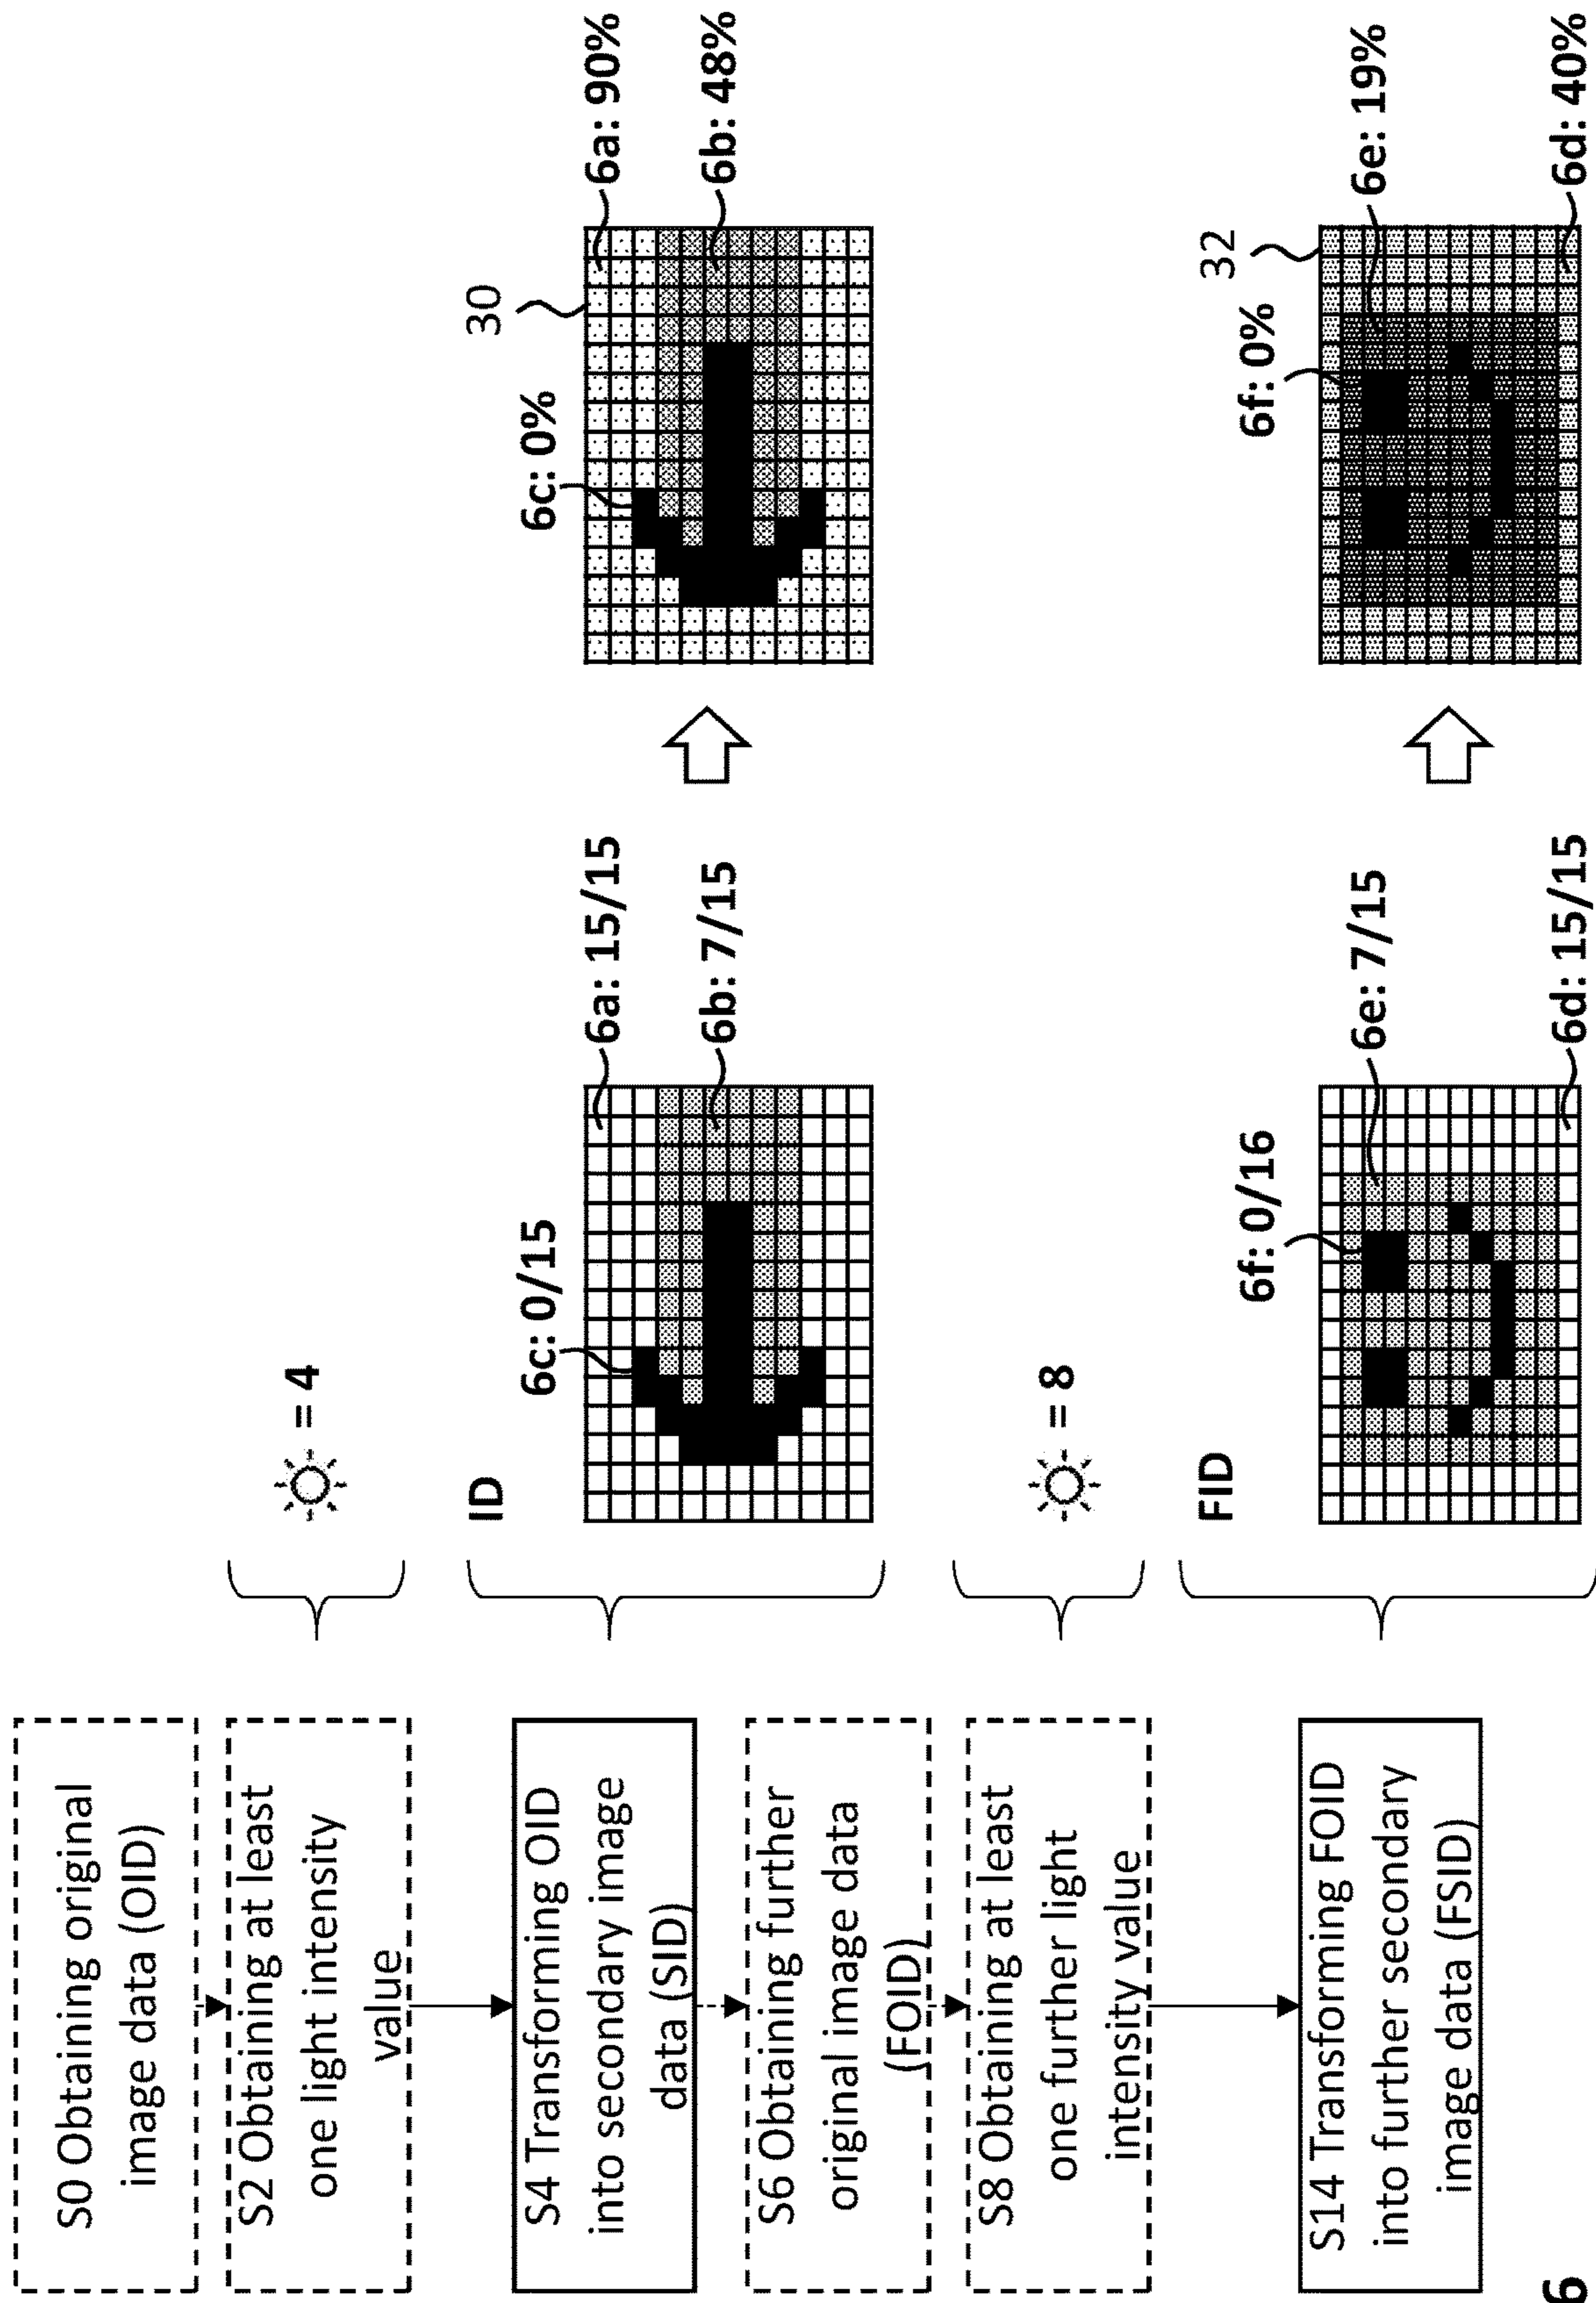 S0 Obtaining original
image data (OID)
S2 Obtaining at least
one light intensity
value
= 4
S4 Transforming OID
into secondary image
data (SID)
ID
6c: 0/15
6a: 15/15
6b: 7/15
30
6c: 0%
6a: 90%
6b: 48%
S6 Obtaining further
original image data
(FOID)
S8 Obtaining at least
one further light
intensity value
= 8
S14 Transforming FOID
into further secondary
image data (FSID)
FID
6f: 0/16
6e: 7/15
6d: 15/15
32
6f: 0%
6e: 19%
6d: 40%
6